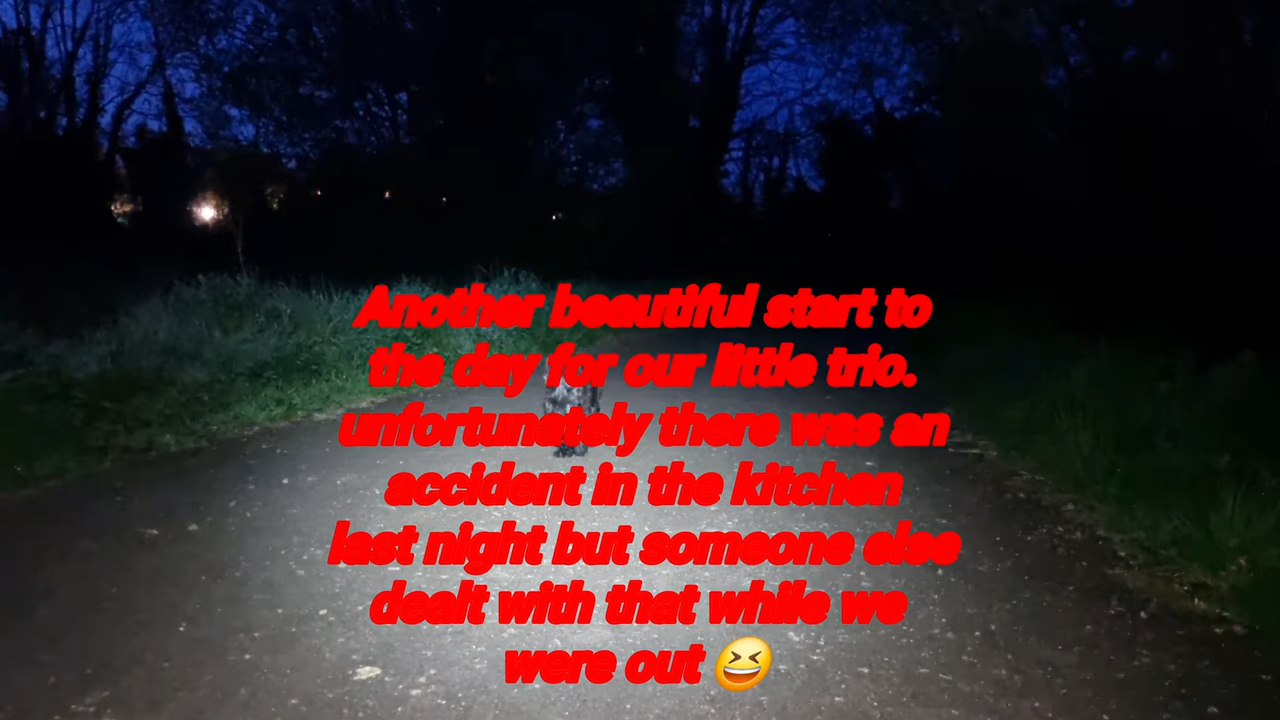 Another beautiful start to
the day for our little trio.
unfortunately there was an
accident in the kitchen
last night but someone else
dealt with that while we
were out 😆